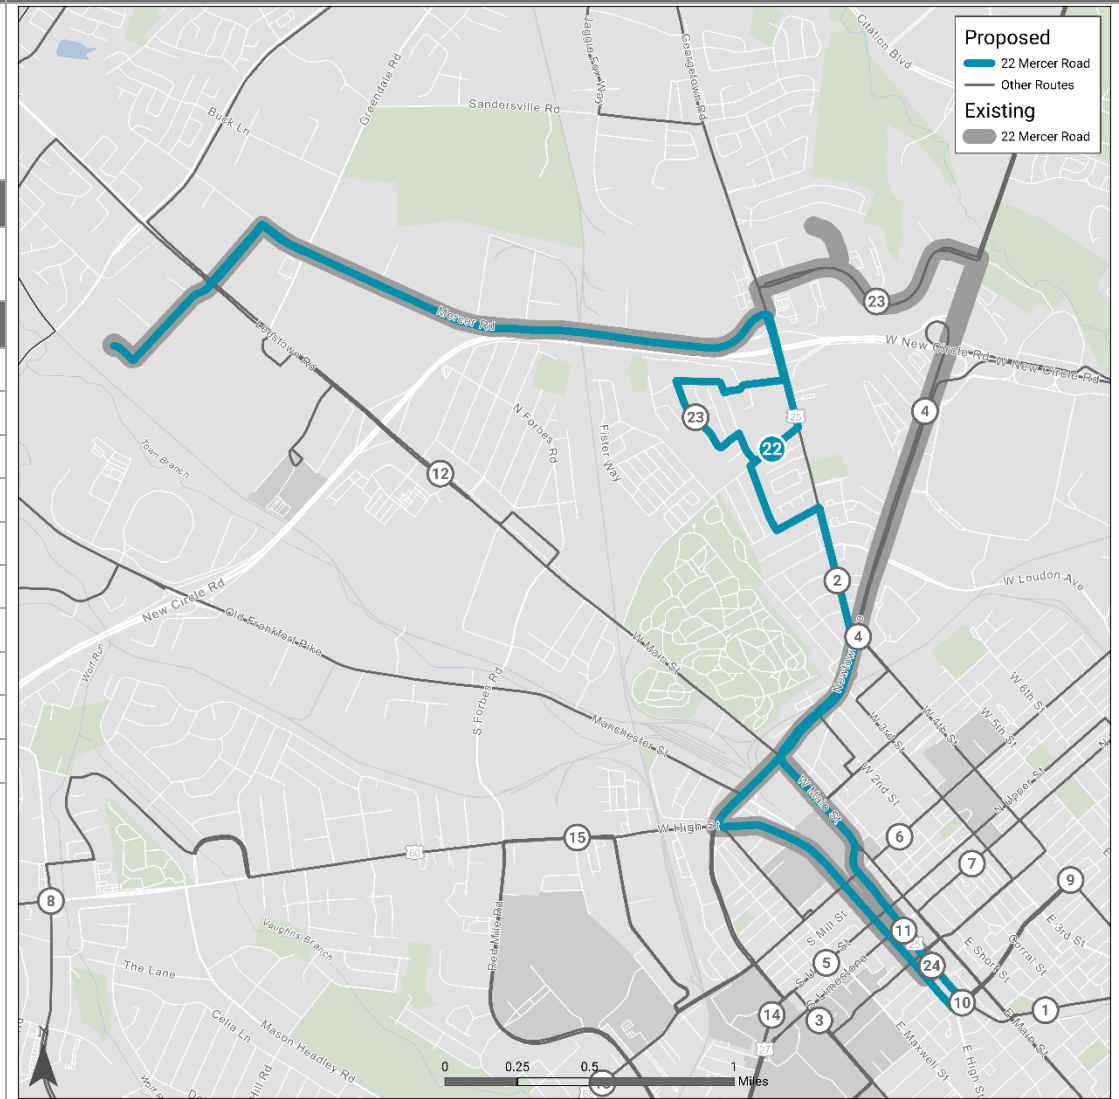 Proposed
22 Mercer Road
Other Routes
Existing
22 Mercer Road
Citation Blvd
Jaggie Fox Way
Georgetown Rd
Greendale Rd
Sandersville Rd
Buck Ln
23
Mercer Rd
W New Circle Rd
W New Circle Rd
Leestown Rd
4
23
25
22
N Forbes Rd
Fister Way
Town Branch
12
2
W Loudon Ave
New Circle Rd
Old Frankfort Pike
4
W Main St
Wolf Run
S Forbes Rd
Manchester St
W 6th St
W 5th St
W 4th St
W 3rd St
W 2nd St
N Upper St
W Main St
W High St
15
60
6
7
9
8
11
25
S Mill St
E 3rd St
Corral St
E Short St
24
5
S Limestone
Red Mile Rd
Vaughns Branch
The Lane
10
1
14
3
E Main St
Celia Ln
Mason Headley Rd
E Maxwell St
E High St
27
N
0 0.25 0.5 1
Miles